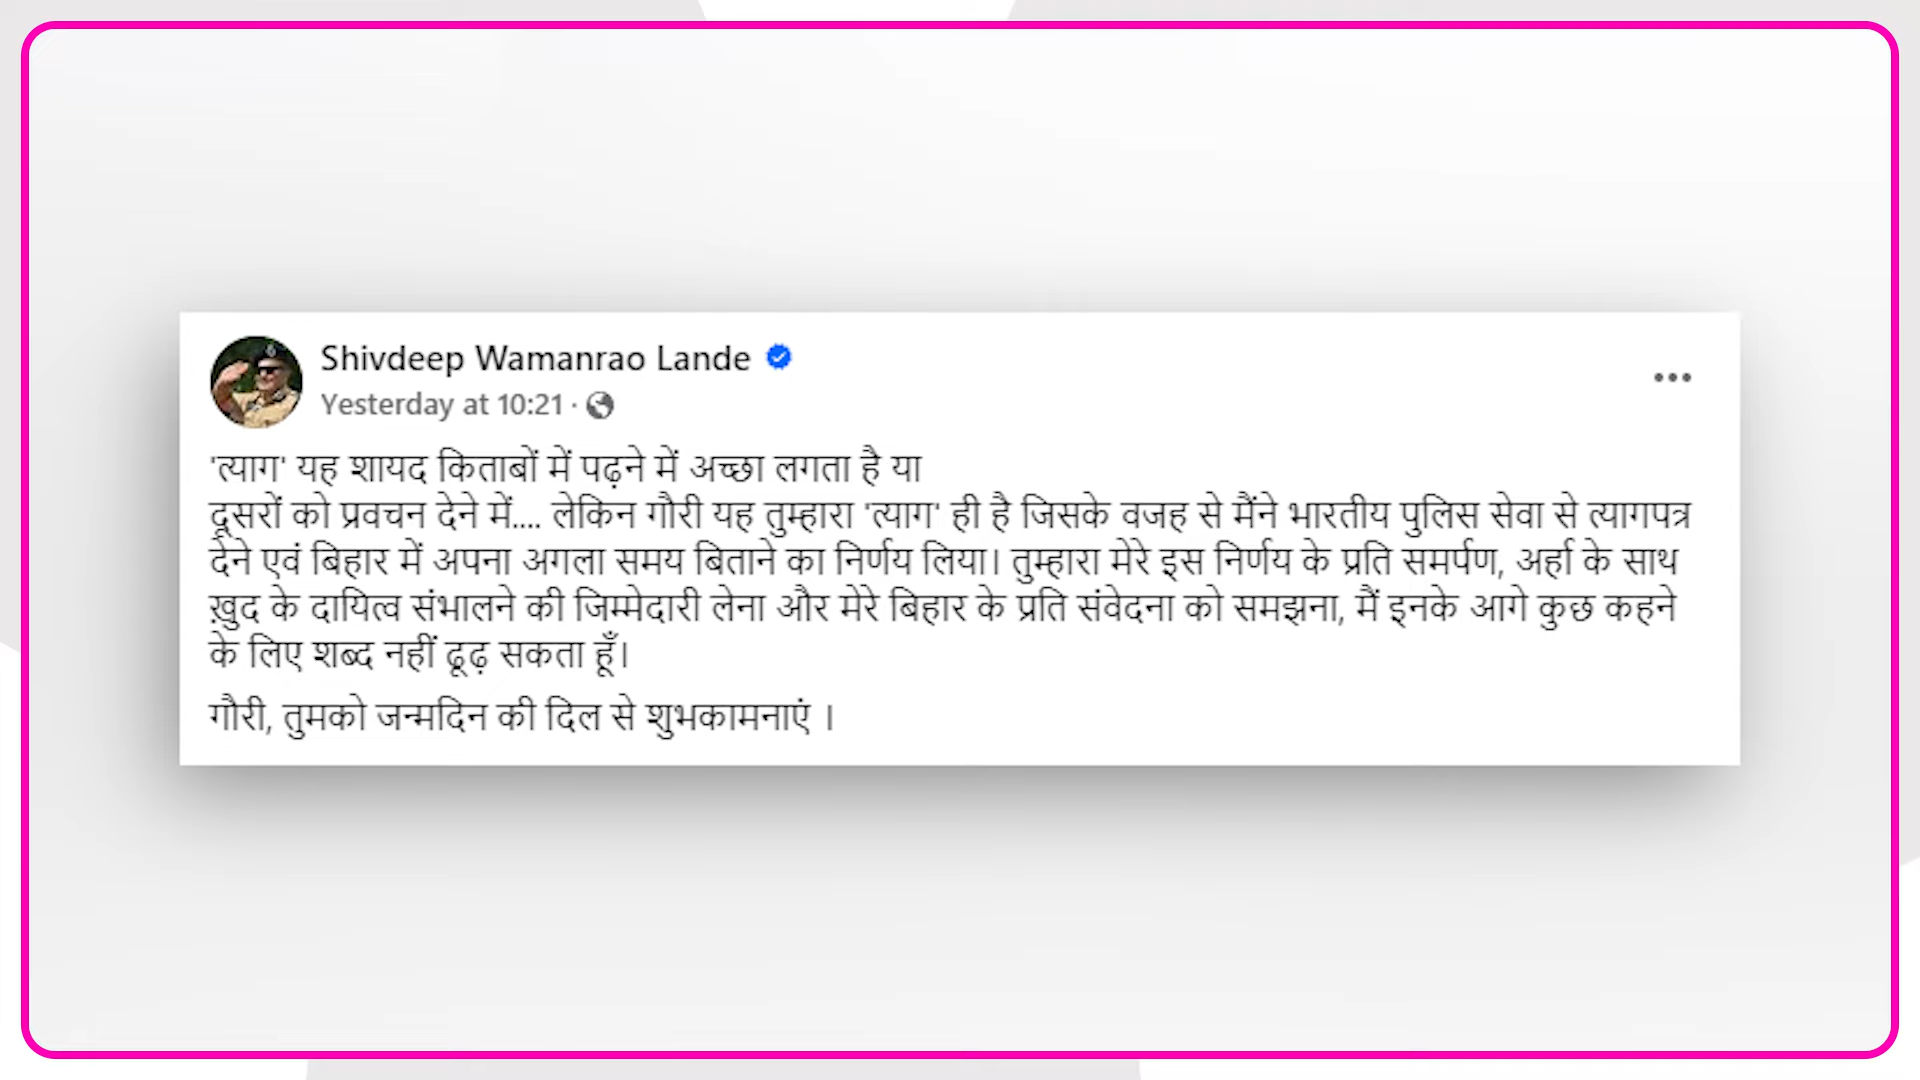 Shivdeep Wamanrao Lande
Yesterday at 10:21 ·
'त्याग' यह शायद किताबों में पढ़ने में अच्छा लगता है या
दूसरों को प्रवचन देने में.... लेकिन गौरी यह तुम्हारा 'त्याग' ही है जिसके वजह से मैंने भारतीय पुलिस सेवा से त्यागपत्र
देने एवं बिहार में अपना अगला समय बिताने का निर्णय लिया। तुम्हारा मेरे इस निर्णय के प्रति समर्पण, अर्हा के साथ
ख़ुद के दायित्व संभालने की जिम्मेदारी लेना और मेरे बिहार के प्रति संवेदना को समझना, मैं इनके आगे कुछ कहने
के लिए शब्द नहीं ढूढ़ सकता हूँ।
गौरी, तुमको जन्मदिन की दिल से शुभकामनाएं ।